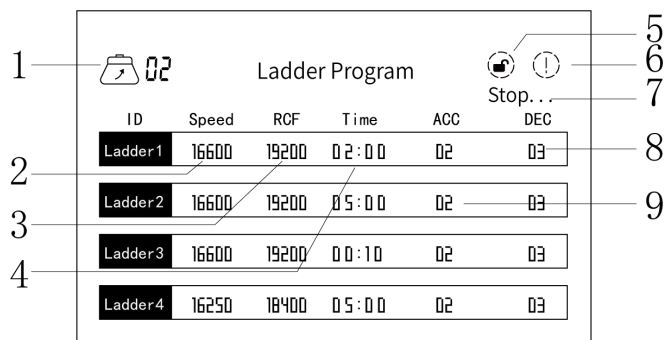 1 02 Ladder Program 5
6
Stop... 7
ID Speed RCF Time ACC DEC
Ladder1 16600 19200 02:00 02 03 8
2
Ladder2 16600 19200 05:00 02 03 9
3
Ladder3 16600 19200 00:10 02 03
4
Ladder4 16250 18400 05:00 02 03